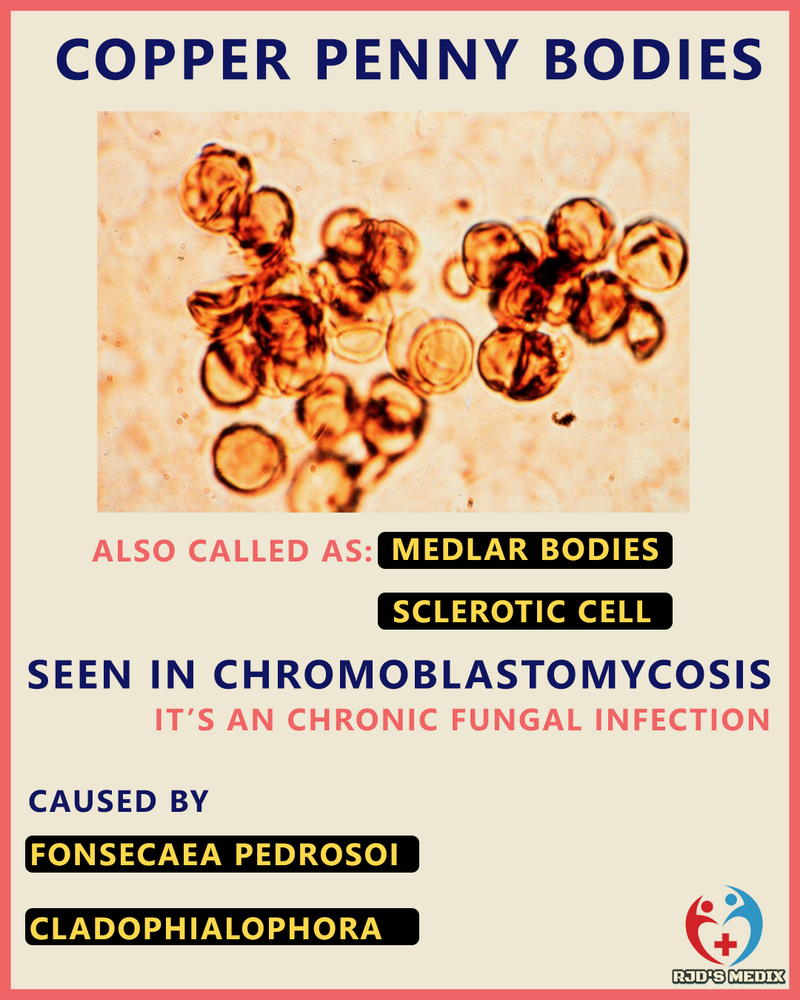 COPPER PENNY BODIES
ALSO CALLED AS: MEDLAR BODIES
SCLEROTIC CELL
SEEN IN CHROMOBLASTOMYCOSIS
IT'S AN CHRONIC FUNGAL INFECTION
CAUSED BY
FONSECAEA PEDROSOI
CLADOPHIALOPHORA
RJD'S MEDIX